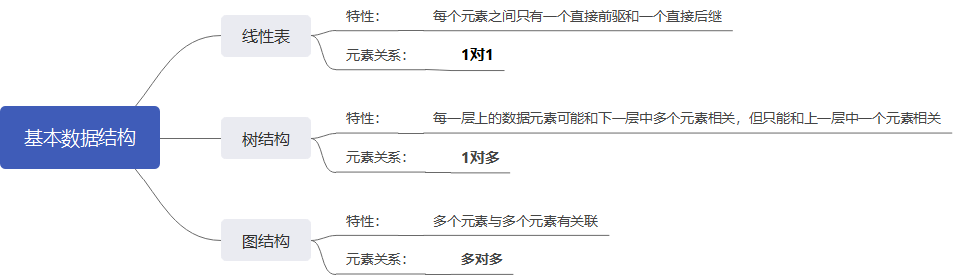 基本数据结构
线性表
特性： 每个元素之间只有一个直接前驱和一个直接后继
元素关系： 1对1
树结构
特性： 每一层上的数据元素可能和下一层中多个元素相关，但只能和上一层中一个元素相关
元素关系： 1对多
图结构
特性： 多个元素与多个元素有关联
元素关系： 多对多